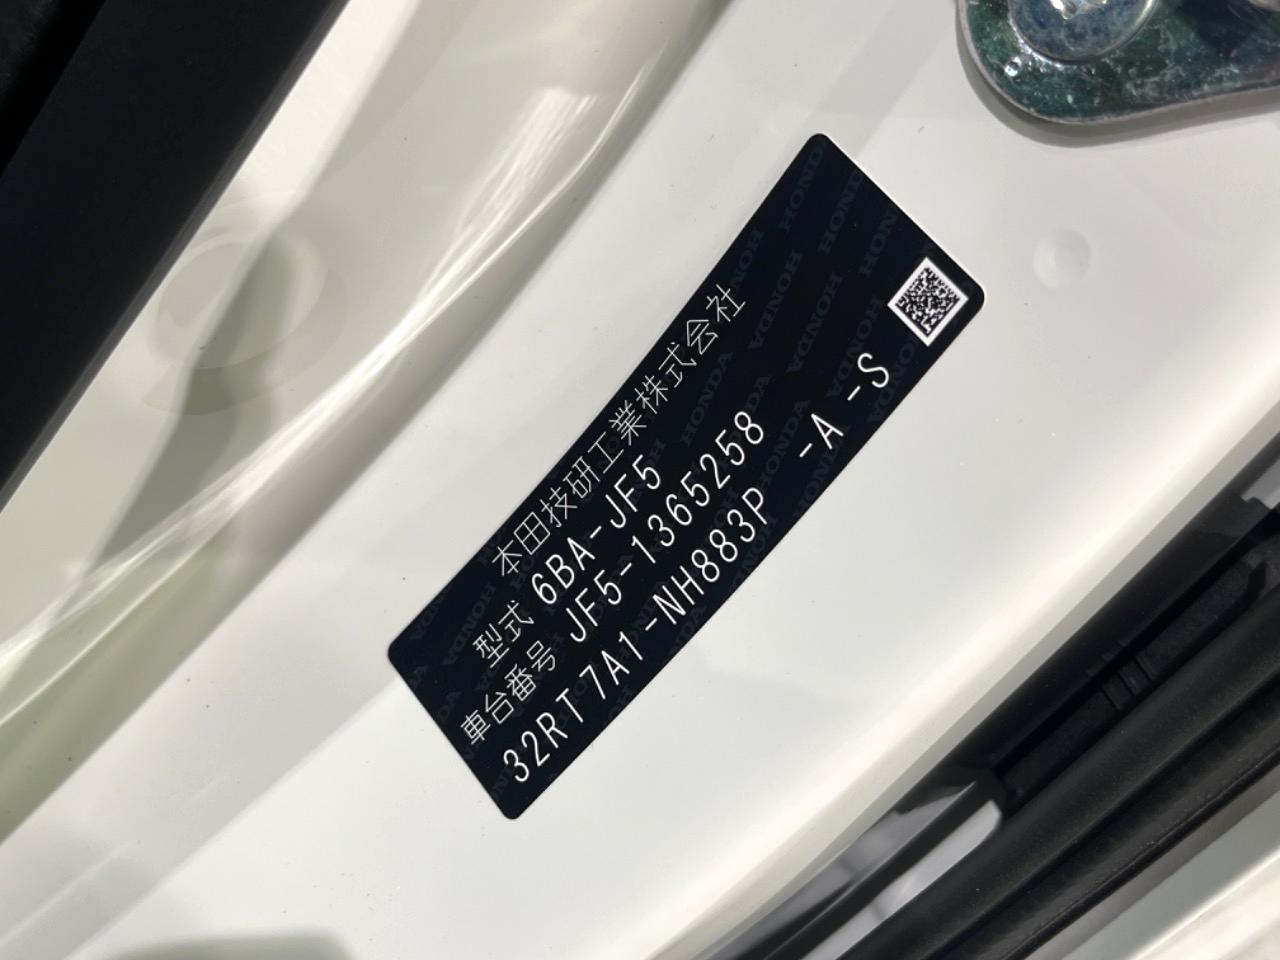 本田技研工業株式会社
型式 6BA-JF5
車台番号 JF5-1365258
32RT7A1-NH883P -A -S